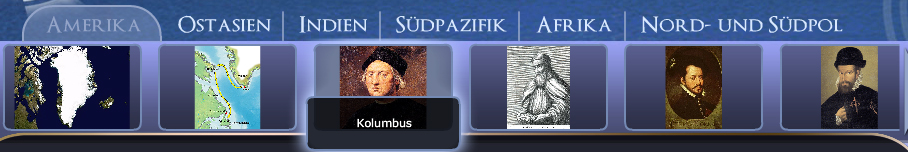 AMERIKA OSTASIEN INDIEN SÜDPAZIFIK AFRIKA NORD- UND SÜDPOL
Kolumbus